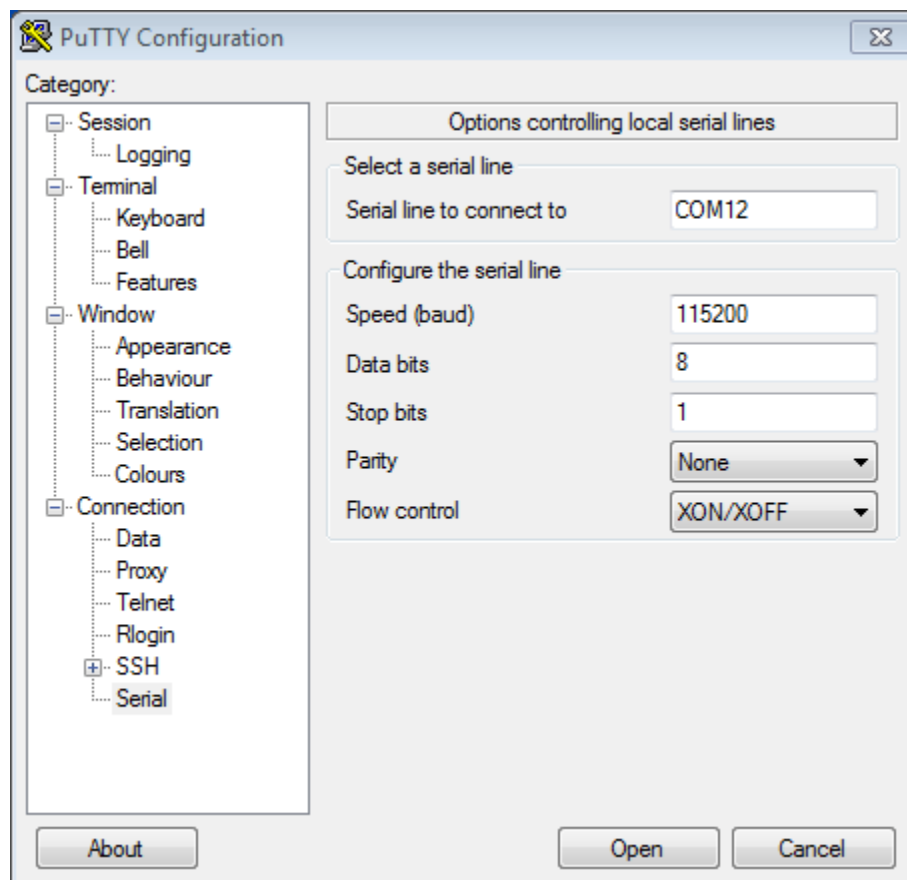 PuTTY Configuration
Category:
Session
Logging
Terminal
Keyboard
Bell
Features
Window
Appearance
Behaviour
Translation
Selection
Colours
Connection
Data
Proxy
Telnet
Rlogin
SSH
Serial
Options controlling local serial lines
Select a serial line
Serial line to connect to COM12
Configure the serial line
Speed (baud) 115200
Data bits 8
Stop bits 1
Parity None
Flow control XON/XOFF
About Open Cancel